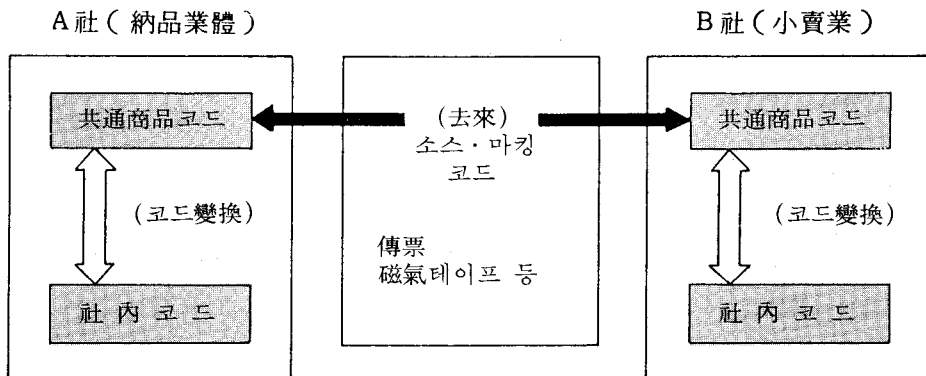 A社(納品業體)
共通商品코드
(코드變換)
社內코드
(去來)
소스·마킹
코드
傳票
磁氣테이프 등
B社(小賣業)
共通商品코드
(코드變換)
社內코드